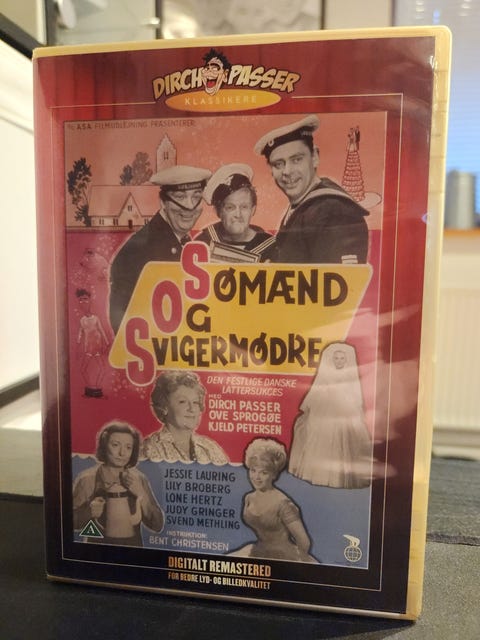 DIRCH PASSER
KLASSIKERE
ASA FILMUDLEJNING PRÆSENTERER:
SØMÆND
OG
SVIGERMØDRE
DEN FESTLIGE DANSKE
LATTERSUKCES
MED
DIRCH PASSER
OVE SPROGØE
KJELD PETERSEN
JESSIE LAURING
LILY BROBERG
LONE HERTZ
JUDY GRINGER
SVEND METHLING
INSTRUKTION:
BENT CHRISTENSEN
A
DIGITALT REMASTERED
FOR BEDRE LYD- OG BILLEDKVALITET